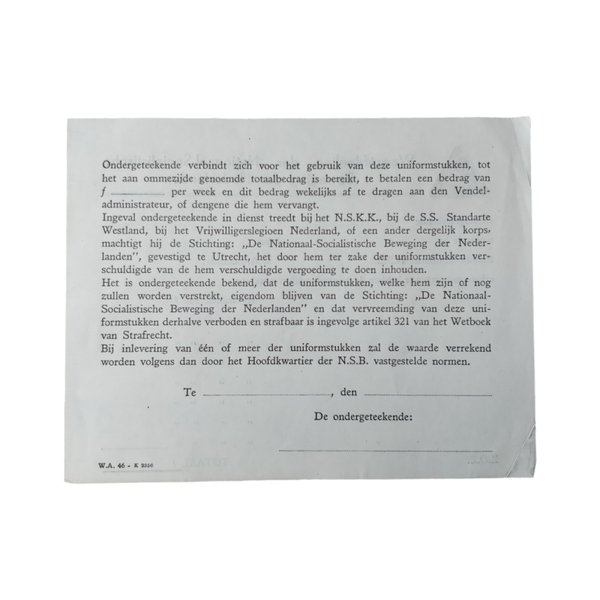 Ondergeteekende verbindt zich voor het gebruik van deze uniformstukken, tot
het aan ommezijde genoemde totaalbedrag is bereikt, te betalen een bedrag van
f __________ per week en dit bedrag wekelijks af te dragen aan den Vendel-
administrateur, of dengene die hem vervangt.
Ingeval ondergeteekende in dienst treedt bij het N.S.K.K., bij de S.S. Standarte
Westland, bij het Vrijwilligerslegioen Nederland, of een ander dergelijk korps,
machtigt hij de Stichting: „De Nationaal-Socialistische Beweging der Neder-
landen", gevestigd te Utrecht, het door hem ter zake der uniformstukken ver-
schuldigde van de hem verschuldigde vergoeding te doen inhouden.
Het is ondergeteekende bekend, dat de uniformstukken, welke hem zijn of nog
zullen worden verstrekt, eigendom blijven van de Stichting: „De Nationaal-
Socialistische Beweging der Nederlanden" en dat vervreemding van deze uni-
formstukken derhalve verboden en strafbaar is ingevolge artikel 321 van het Wetboek
van Strafrecht.
Bij inlevering van één of meer der uniformstukken zal de waarde verrekend
worden volgens dan door het Hoofdkwartier der N.S.B. vastgestelde normen.
Te ____________________, den ____________________
De ondergeteekende:
W.A. 46 - K 2310